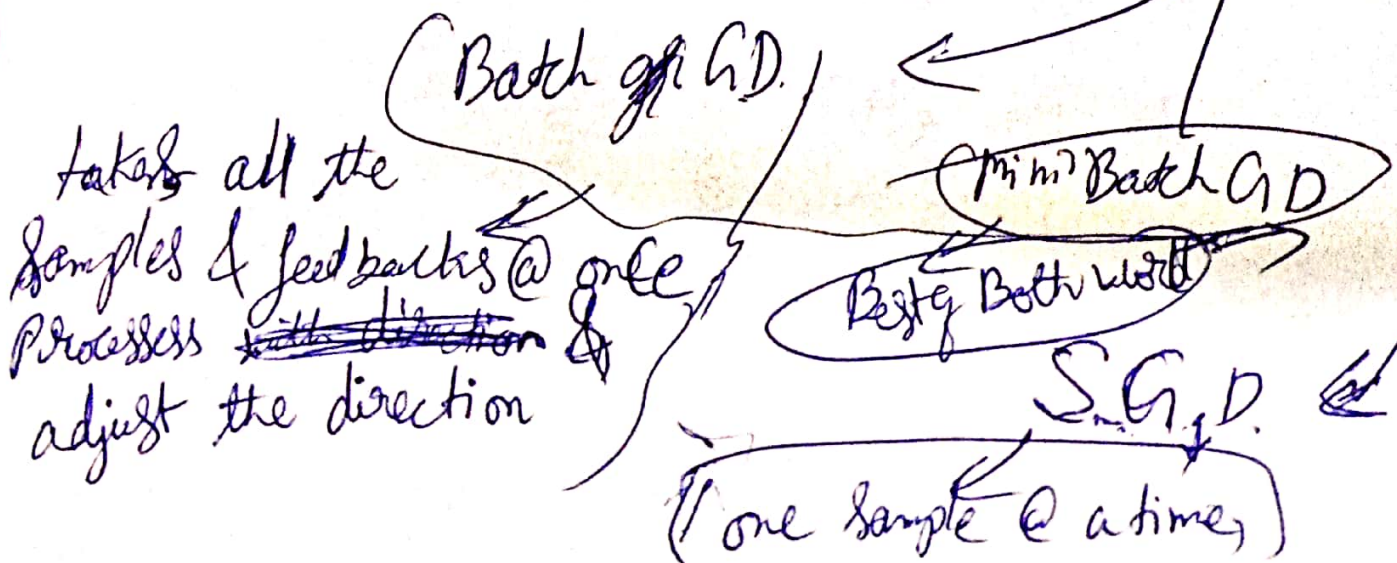 Batch GD.
takes all the
samples & feedbacks @ once
Processess &
adjust the direction
Mini Batch GD
Best of Both world
S.G.D.
(one sample @ a time)